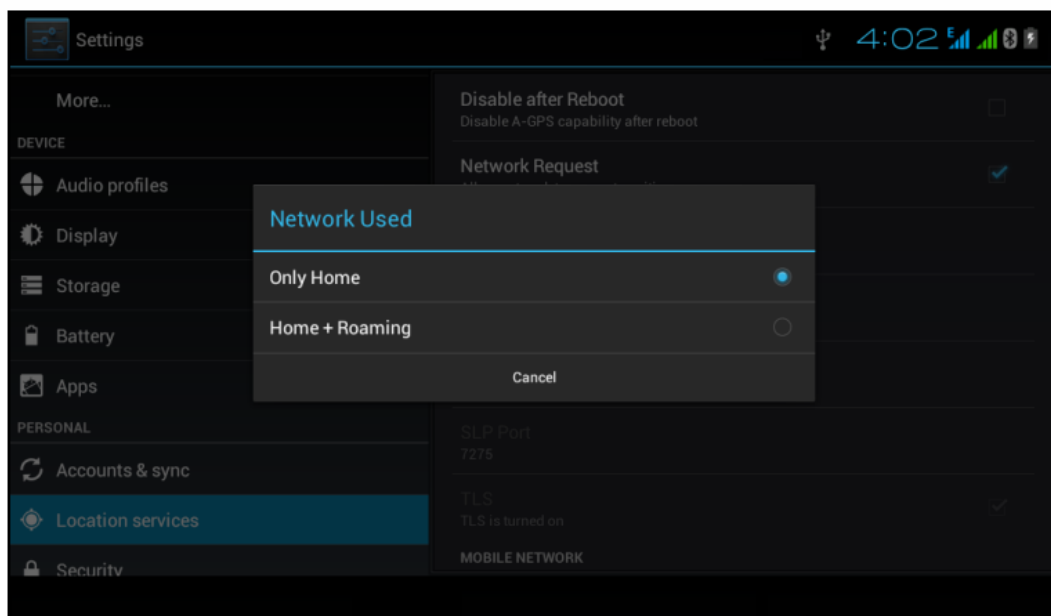 Settings
4:02
E
More...
DEVICE
Audio profiles
Display
Storage
Battery
Apps
PERSONAL
Accounts & sync
Location services
Security
Disable after Reboot
Disable A-GPS capability after reboot
Network Request
Network Used
Only Home
Home + Roaming
Cancel
SLP Port
7275
TLS
TLS is turned on
MOBILE NETWORK